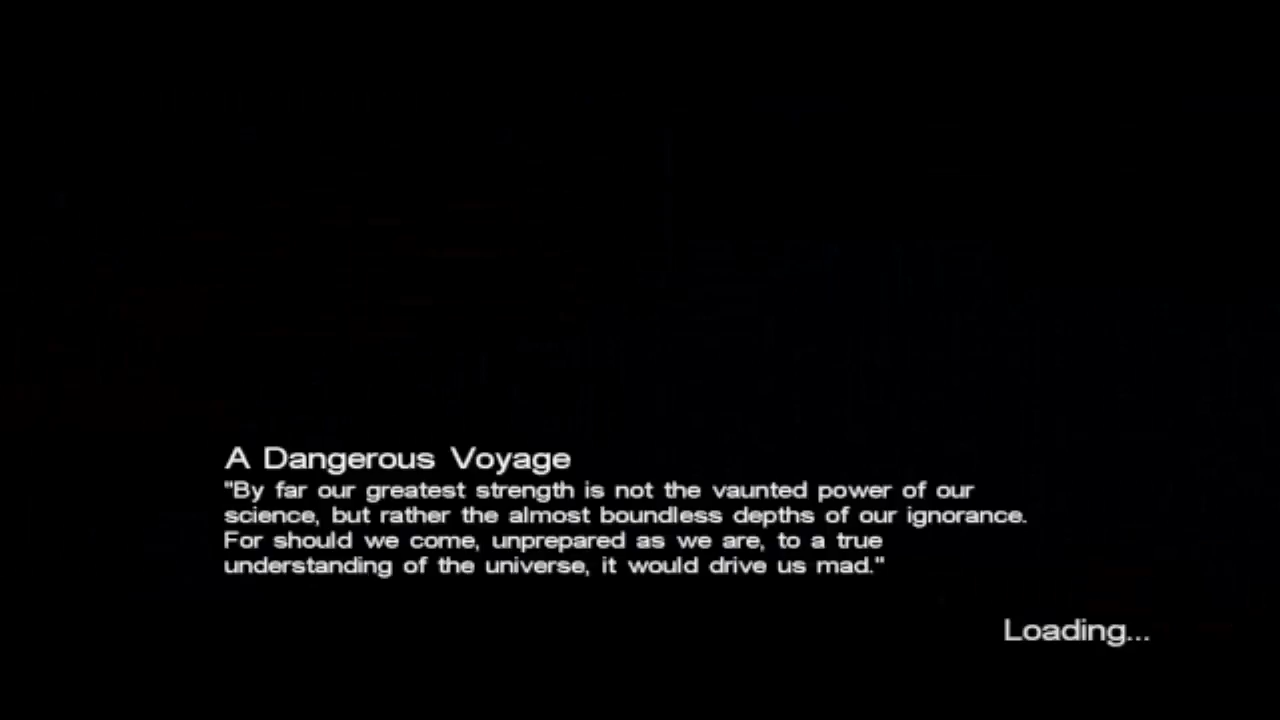 A Dangerous Voyage
"By far our greatest strength is not the vaunted power of our
science, but rather the almost boundless depths of our ignorance.
For should we come, unprepared as we are, to a true
understanding of the universe, it would drive us mad."
Loading...